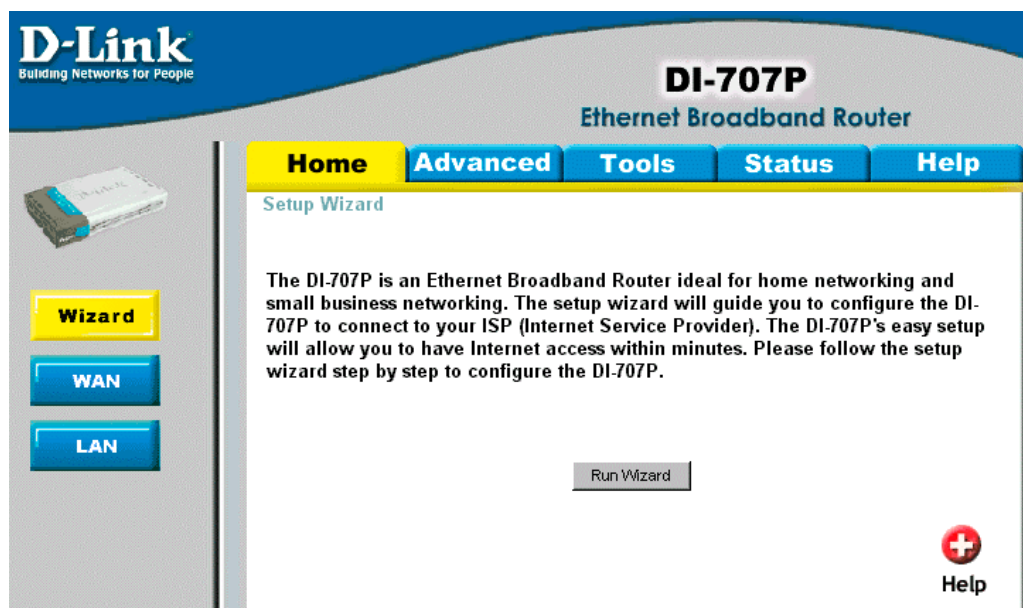 D-Link
Building Networks for People
DI-707P
Ethernet Broadband Router
Home
Advanced
Tools
Status
Help
Setup Wizard
Wizard
WAN
LAN
The DI-707P is an Ethernet Broadband Router ideal for home networking and
small business networking. The setup wizard will guide you to configure the DI-
707P to connect to your ISP (Internet Service Provider). The DI-707P's easy setup
will allow you to have Internet access within minutes. Please follow the setup
wizard step by step to configure the DI-707P.
Run Wizard
Help